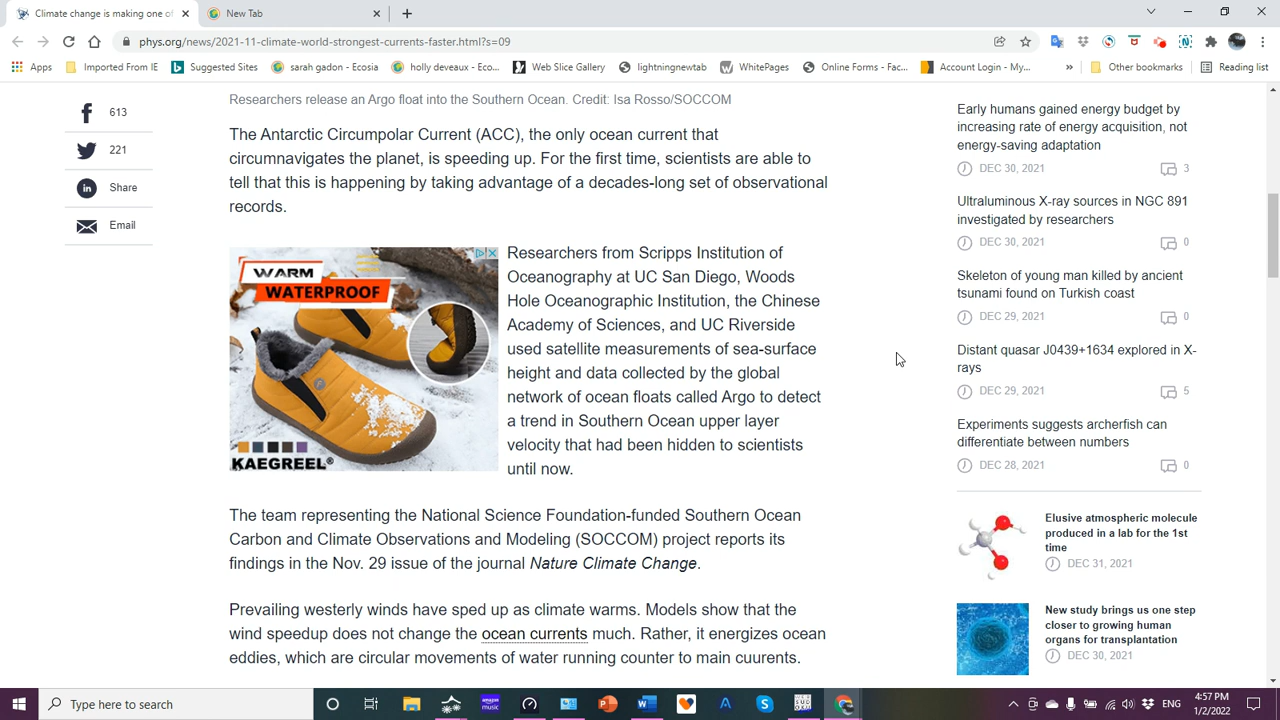 Climate change is making one of
New Tab
phys.org/news/2021-11-climate-world-strongest-currents-faster.html?s=09
Apps
Imported From IE
Suggested Sites
sarah gadon - Ecosia
holly deveaux - Eco...
Web Slice Gallery
lightningnewtab
WhitePages
Online Forms - Fac...
Account Login - My...
»
Other bookmarks
Reading list
613
221
Share
Email
Researchers release an Argo float into the Southern Ocean. Credit: Isa Rosso/SOCCOM
The Antarctic Circumpolar Current (ACC), the only ocean current that
circumnavigates the planet, is speeding up. For the first time, scientists are able to
tell that this is happening by taking advantage of a decades-long set of observational
records.
WARM
WATERPROOF
KAEGREEL®
Researchers from Scripps Institution of
Oceanography at UC San Diego, Woods
Hole Oceanographic Institution, the Chinese
Academy of Sciences, and UC Riverside
used satellite measurements of sea-surface
height and data collected by the global
network of ocean floats called Argo to detect
a trend in Southern Ocean upper layer
velocity that had been hidden to scientists
until now.
The team representing the National Science Foundation-funded Southern Ocean
Carbon and Climate Observations and Modeling (SOCCOM) project reports its
findings in the Nov. 29 issue of the journal Nature Climate Change.
Prevailing westerly winds have sped up as climate warms. Models show that the
wind speedup does not change the ocean currents much. Rather, it energizes ocean
eddies, which are circular movements of water running counter to main cuurents.
Early humans gained energy budget by
increasing rate of energy acquisition, not
energy-saving adaptation
DEC 30, 2021 3
Ultraluminous X-ray sources in NGC 891
investigated by researchers
DEC 30, 2021 0
Skeleton of young man killed by ancient
tsunami found on Turkish coast
DEC 29, 2021 0
Distant quasar J0439+1634 explored in X-
rays
DEC 29, 2021 5
Experiments suggests archerfish can
differentiate between numbers
DEC 28, 2021 0
Elusive atmospheric molecule
produced in a lab for the 1st
time
DEC 31, 2021
New study brings us one step
closer to growing human
organs for transplantation
DEC 30, 2021
Type here to search
ENG
4:57 PM
1/2/2022